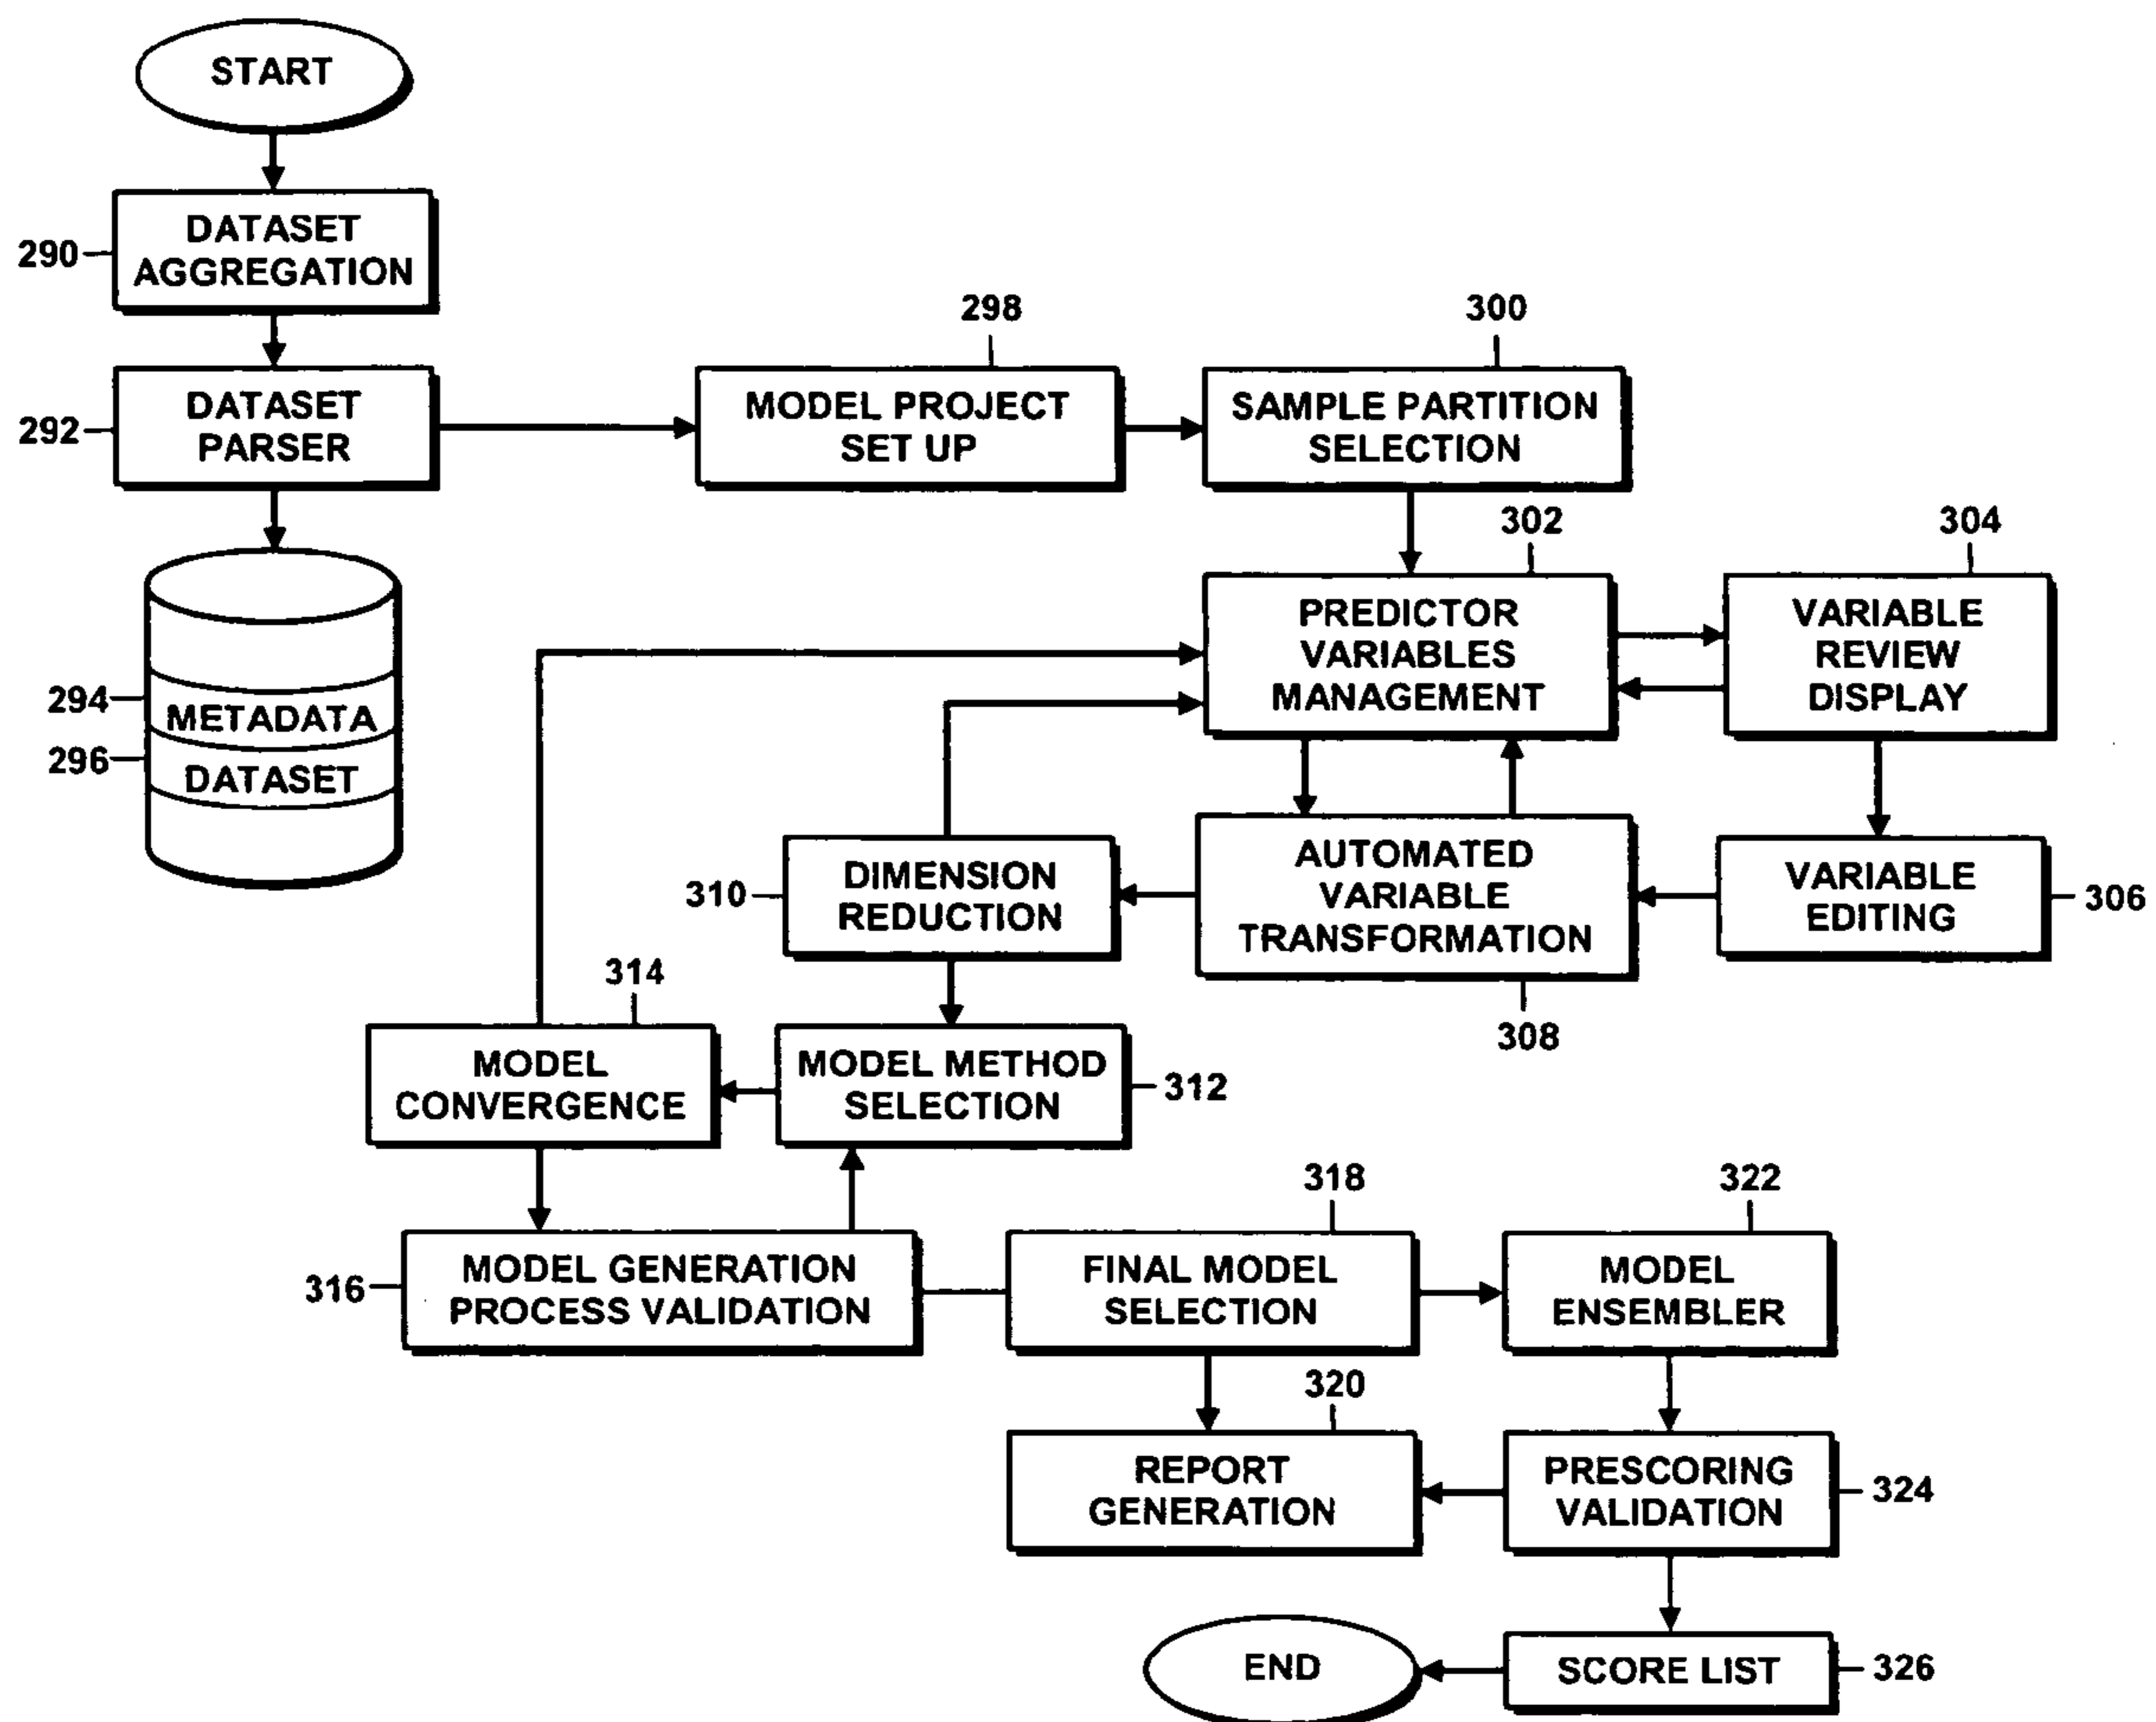 START
DATASET
AGGREGATION
290
298
300
DATASET
PARSER
292
MODEL PROJECT
SET UP
SAMPLE PARTITION
SELECTION
302
304
PREDICTOR
VARIABLES
MANAGEMENT
VARIABLE
REVIEW
DISPLAY
294
METADATA
296
DATASET
310
DIMENSION
REDUCTION
AUTOMATED
VARIABLE
TRANSFORMATION
VARIABLE
EDITING
306
314
308
MODEL
CONVERGENCE
MODEL METHOD
SELECTION
312
318
322
316
MODEL GENERATION
PROCESS VALIDATION
FINAL MODEL
SELECTION
MODEL
ENSEMBLER
320
REPORT
GENERATION
PRESCORING
VALIDATION
324
END
SCORE LIST
326